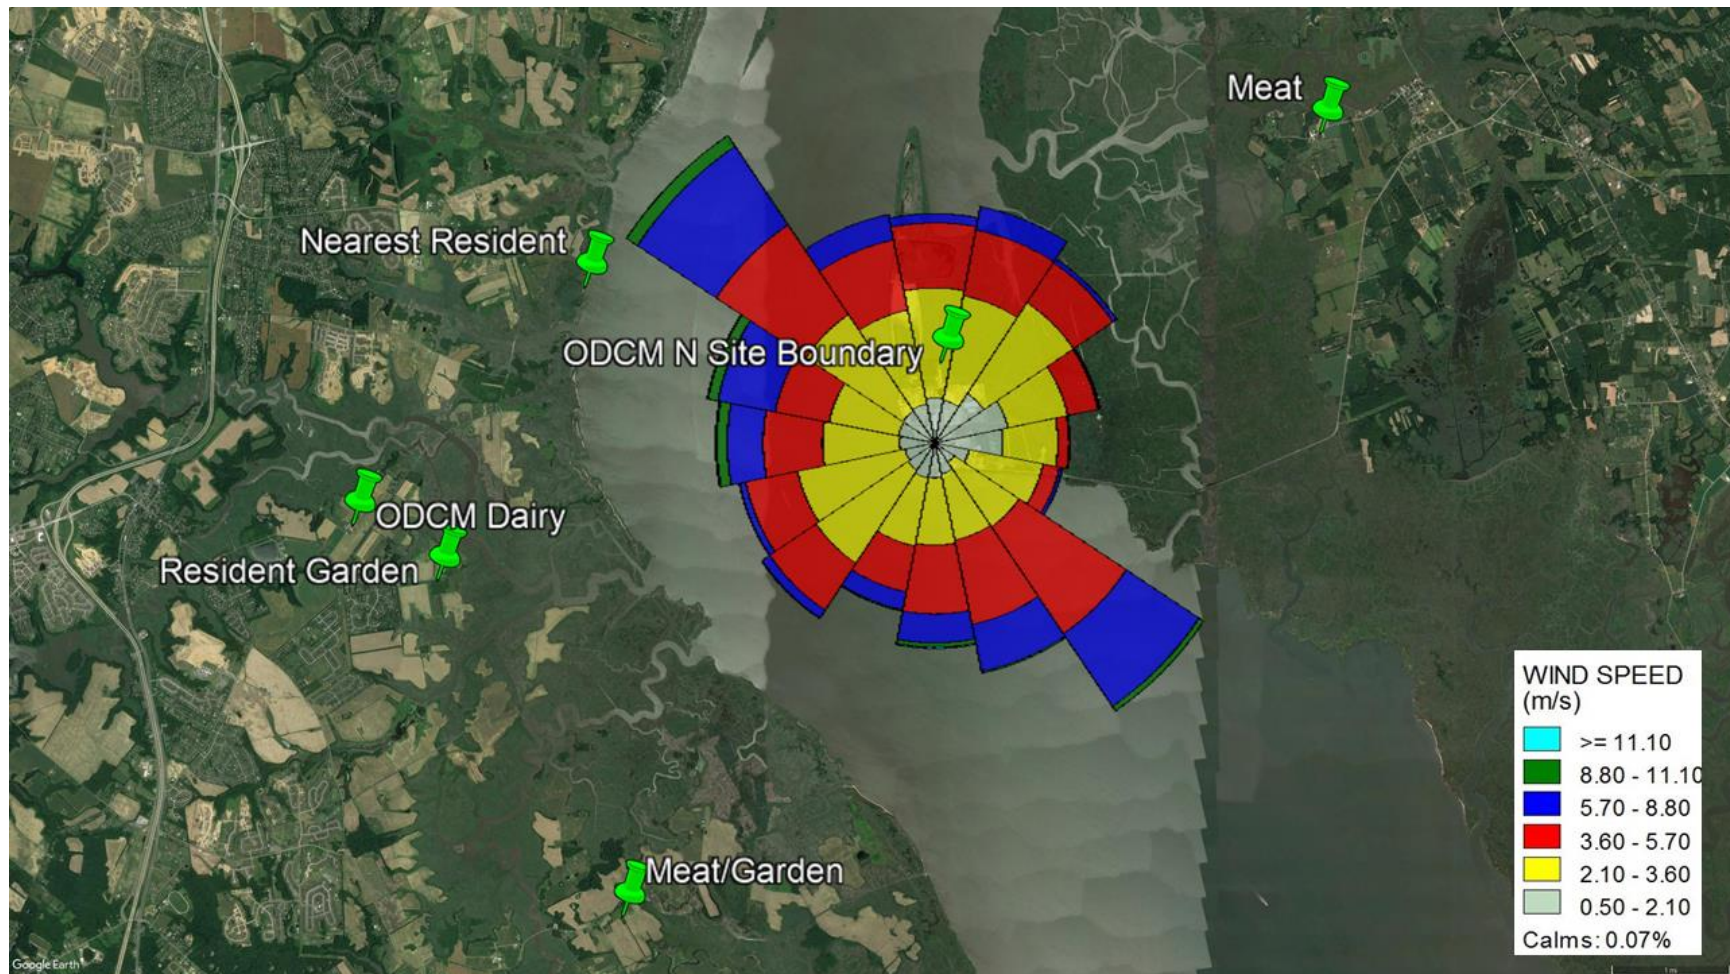 Meat
Nearest Resident
ODCM N Site Boundary
ODCM Dairy
Resident Garden
Meat/Garden
WIND SPEED
(m/s)
>= 11.10
8.80 - 11.10
5.70 - 8.80
3.60 - 5.70
2.10 - 3.60
0.50 - 2.10
Calms: 0.07%
Google Earth
1 mi